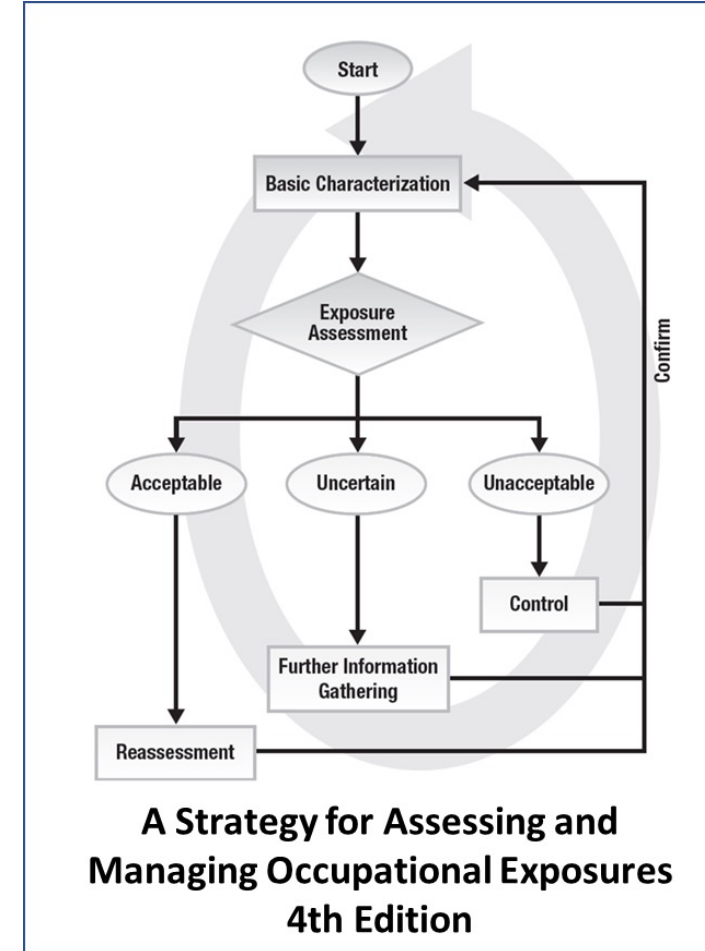 Start
Basic Characterization
Exposure
Assessment
Confirm
Acceptable
Uncertain
Unacceptable
Control
Further Information
Gathering
Reassessment
A Strategy for Assessing and
Managing Occupational Exposures
4th Edition